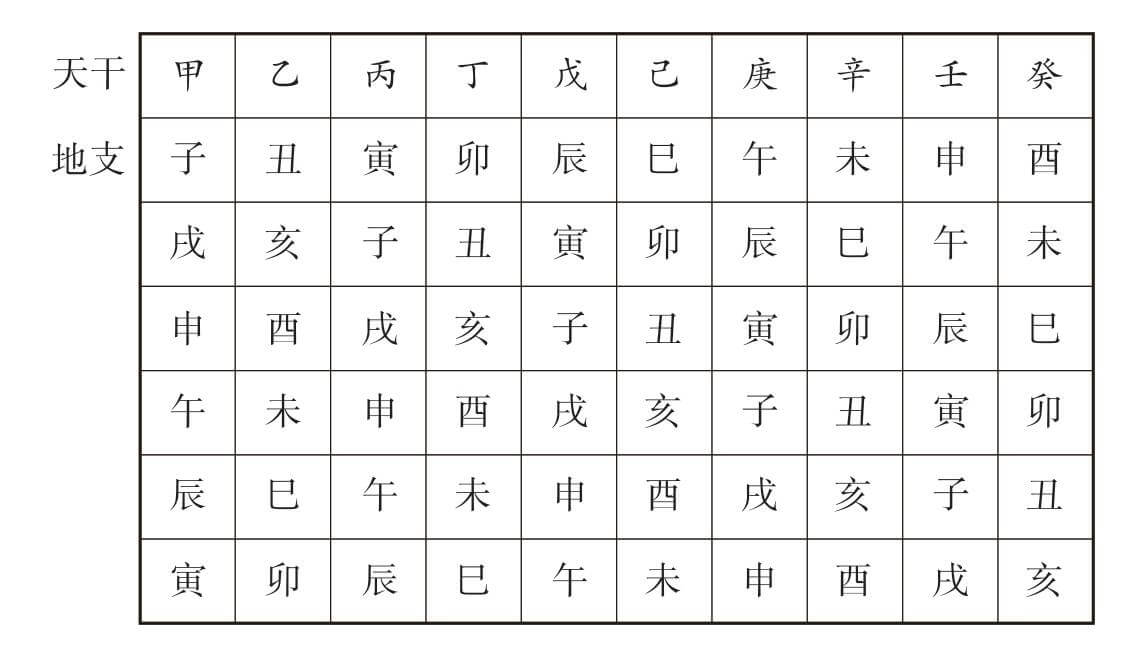 天干 甲 乙 丙 丁 戊 己 庚 辛 壬 癸
地支 子 丑 寅 卯 辰 巳 午 未 申 酉
戌 亥 子 丑 寅 卯 辰 巳 午 未
申 酉 戌 亥 子 丑 寅 卯 辰 巳
午 未 申 酉 戌 亥 子 丑 寅 卯
辰 巳 午 未 申 酉 戌 亥 子 丑
寅 卯 辰 巳 午 未 申 酉 戌 亥